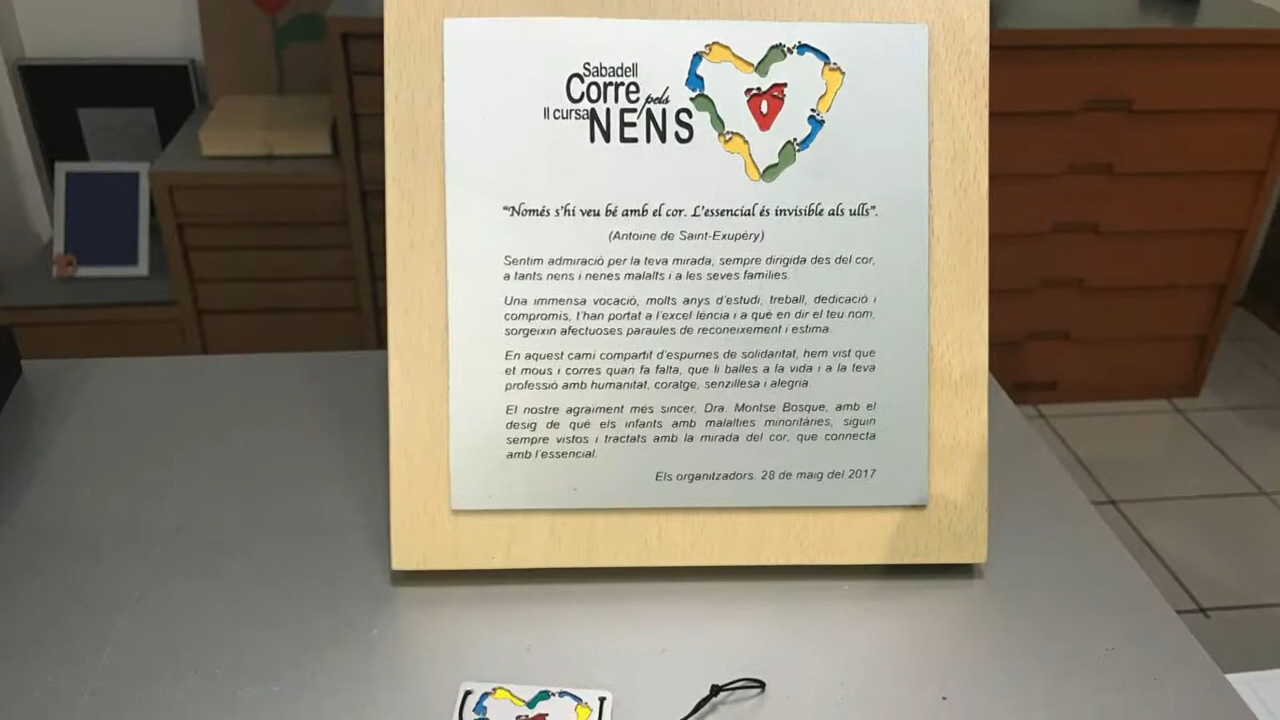 Sabadell
Corre pels
II cursa NENS
“Només s’hi veu bé amb el cor. L’essencial és invisible als ulls”.
(Antoine de Saint-Exupéry)
Sentim admiració per la teva mirada, sempre dirigida des del cor,
a tants nens i nenes malalts i a les seves famílies.
Una immensa vocació, molts anys d’estudi, treball, dedicació i
compromís, t’han portat a l’excel·lència i a què en dir el teu nom,
sorgeixin afectuoses paraules de reconeixement i estima.
En aquest camí compartit d’espurnes de solidaritat, hem vist que
et mous i corres quan fa falta, que li balles a la vida i a la teva
professió amb humanitat, coratge, senzillesa i alegria.
El nostre agraïment més sincer, Dra. Montse Bosque, amb el
desig de què els infants amb malalties minoritàries, siguin
sempre vistos i tractats amb la mirada del cor, que connecta
amb l’essencial.
Els organitzadors. 28 de maig del 2017